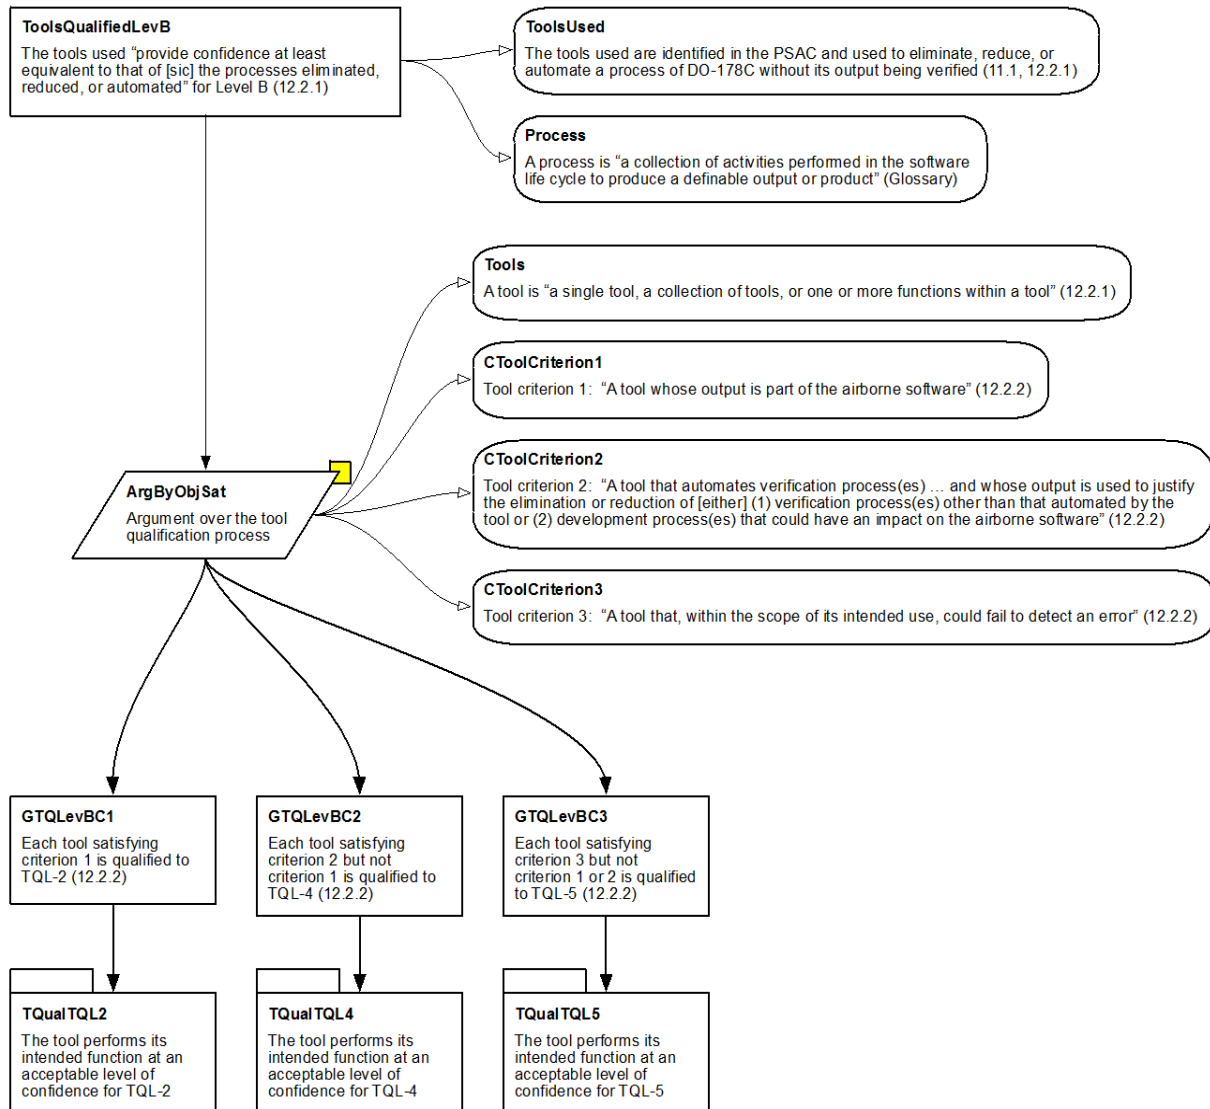 ToolsQualifiedLevB
The tools used “provide confidence at least
equivalent to that of [sic] the processes eliminated,
reduced, or automated” for Level B (12.2.1)
ToolsUsed
The tools used are identified in the PSAC and used to eliminate, reduce, or
automate a process of DO-178C without its output being verified (11.1, 12.2.1)
Process
A process is “a collection of activities performed in the software
life cycle to produce a definable output or product” (Glossary)
Tools
A tool is “a single tool, a collection of tools, or one or more functions within a tool” (12.2.1)
CToolCriterion1
Tool criterion 1:  “A tool whose output is part of the airborne software” (12.2.2)
CToolCriterion2
Tool criterion 2:  “A tool that automates verification process(es) … and whose output is used to justify
the elimination or reduction of [either] (1) verification process(es) other than that automated by the
tool or (2) development process(es) that could have an impact on the airborne software” (12.2.2)
CToolCriterion3
Tool criterion 3:  “A tool that, within the scope of its intended use, could fail to detect an error” (12.2.2)
ArgByObjSat
Argument over the tool
qualification process
GTQLevBC1
Each tool satisfying
criterion 1 is qualified to
TQL-2 (12.2.2)
GTQLevBC2
Each tool satisfying
criterion 2 but not
criterion 1 is qualified to
TQL-4 (12.2.2)
GTQLevBC3
Each tool satisfying
criterion 3 but not
criterion 1 or 2 is qualified
to TQL-5 (12.2.2)
TQualTQL2
The tool performs its
intended function at an
acceptable level of
confidence for TQL-2
TQualTQL4
The tool performs its
intended function at an
acceptable level of
confidence for TQL-4
TQualTQL5
The tool performs its
intended function at an
acceptable level of
confidence for TQL-5